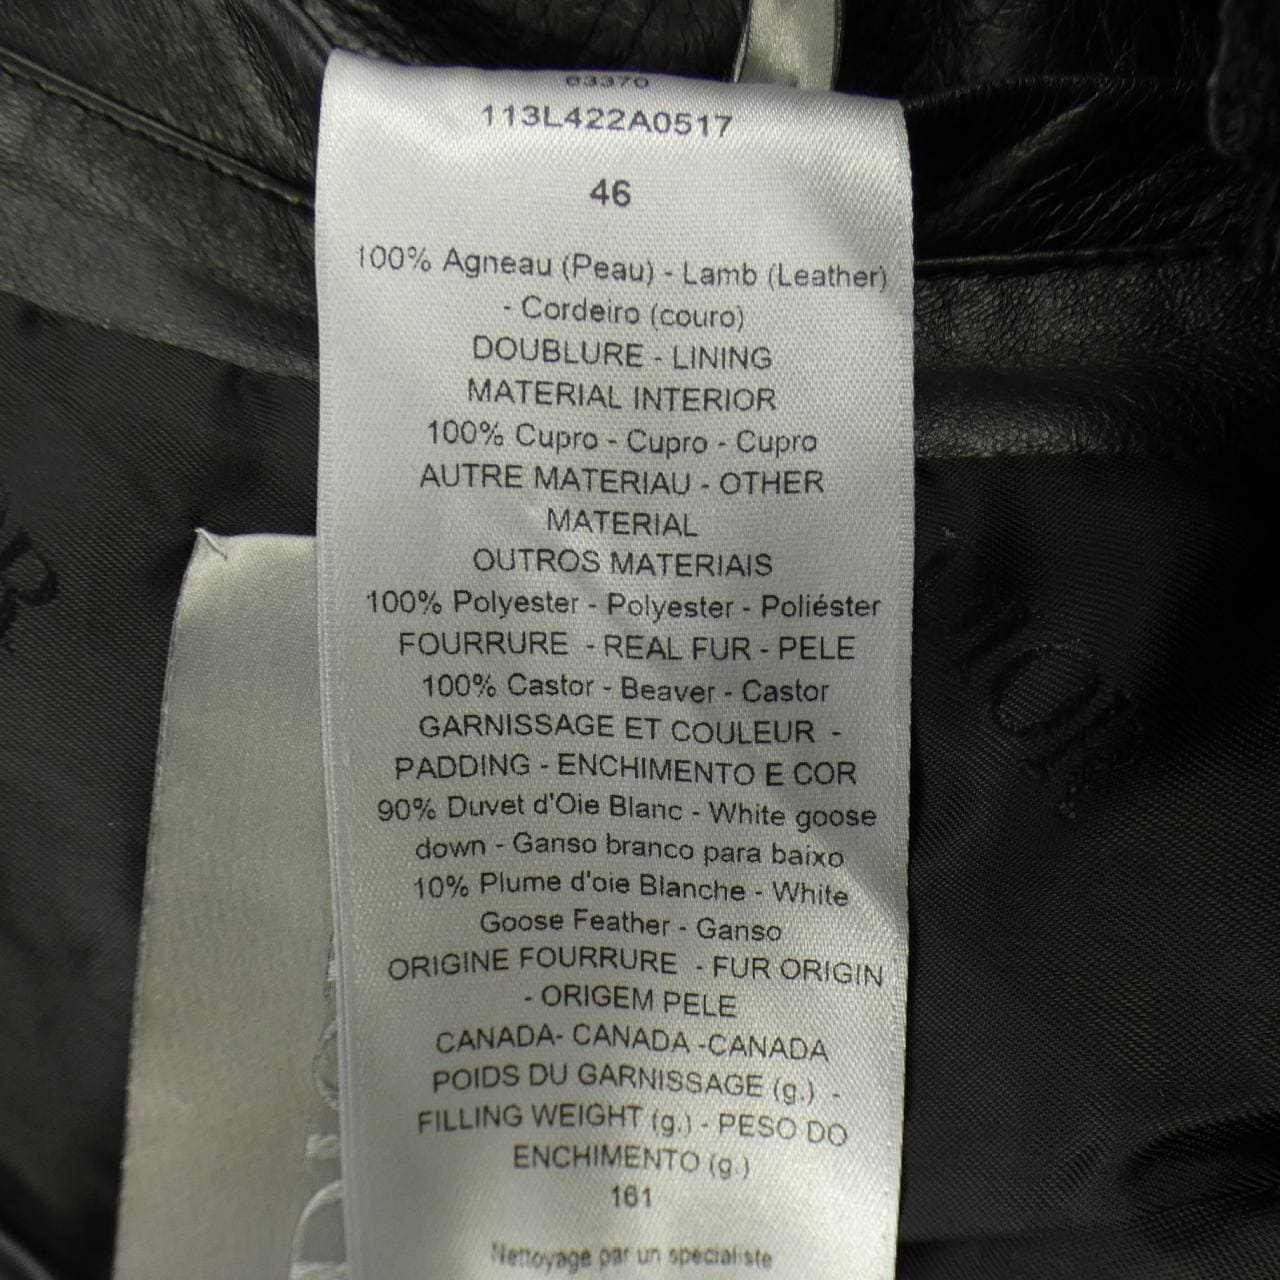 63370
113L422A0517
46
100% Agneau (Peau) - Lamb (Leather)
- Cordeiro (couro)
DOUBLURE - LINING
MATERIAL INTERIOR
100% Cupro - Cupro - Cupro
AUTRE MATERIAU - OTHER
MATERIAL
OUTROS MATERIAIS
100% Polyester - Polyester - Poliéster
FOURRURE - REAL FUR - PELE
100% Castor - Beaver - Castor
GARNISSAGE ET COULEUR -
PADDING - ENCHIMENTO E COR
90% Duvet d'Oie Blanc - White goose
down - Ganso branco para baixo
10% Plume d'oie Blanche - White
Goose Feather - Ganso
ORIGINE FOURRURE - FUR ORIGIN
- ORIGEM PELE
CANADA- CANADA -CANADA
POIDS DU GARNISSAGE (g.) -
FILLING WEIGHT (g.) - PESO DO
ENCHIMENTO (g.)
161
Nettoyage par un specialiste